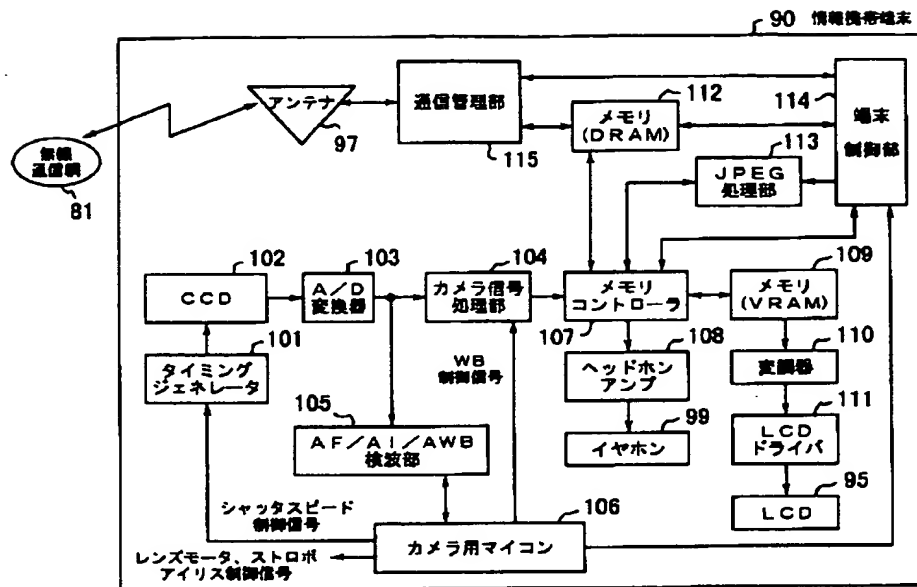 90 情報携帯端末
アンテナ
97
通信管理部
115
112
メモリ
(DRAM)
114
端末
制御部
113
JPEG
処理部
無線
通信網
81
102
CCD
103
A/D
変換器
104
カメラ信号
処理部
メモリ
コントローラ
107
109
メモリ
(VRAM)
101
タイミング
ジェネレータ
WB
制御信号
108
ヘッドホン
アンプ
110
変調器
105
AF/AI/AWB
検波部
99
イヤホン
111
LCD
ドライバ
シャッタスピード
制御信号
106
カメラ用マイコン
95
LCD
レンズモータ、ストロボ
アイリス制御信号